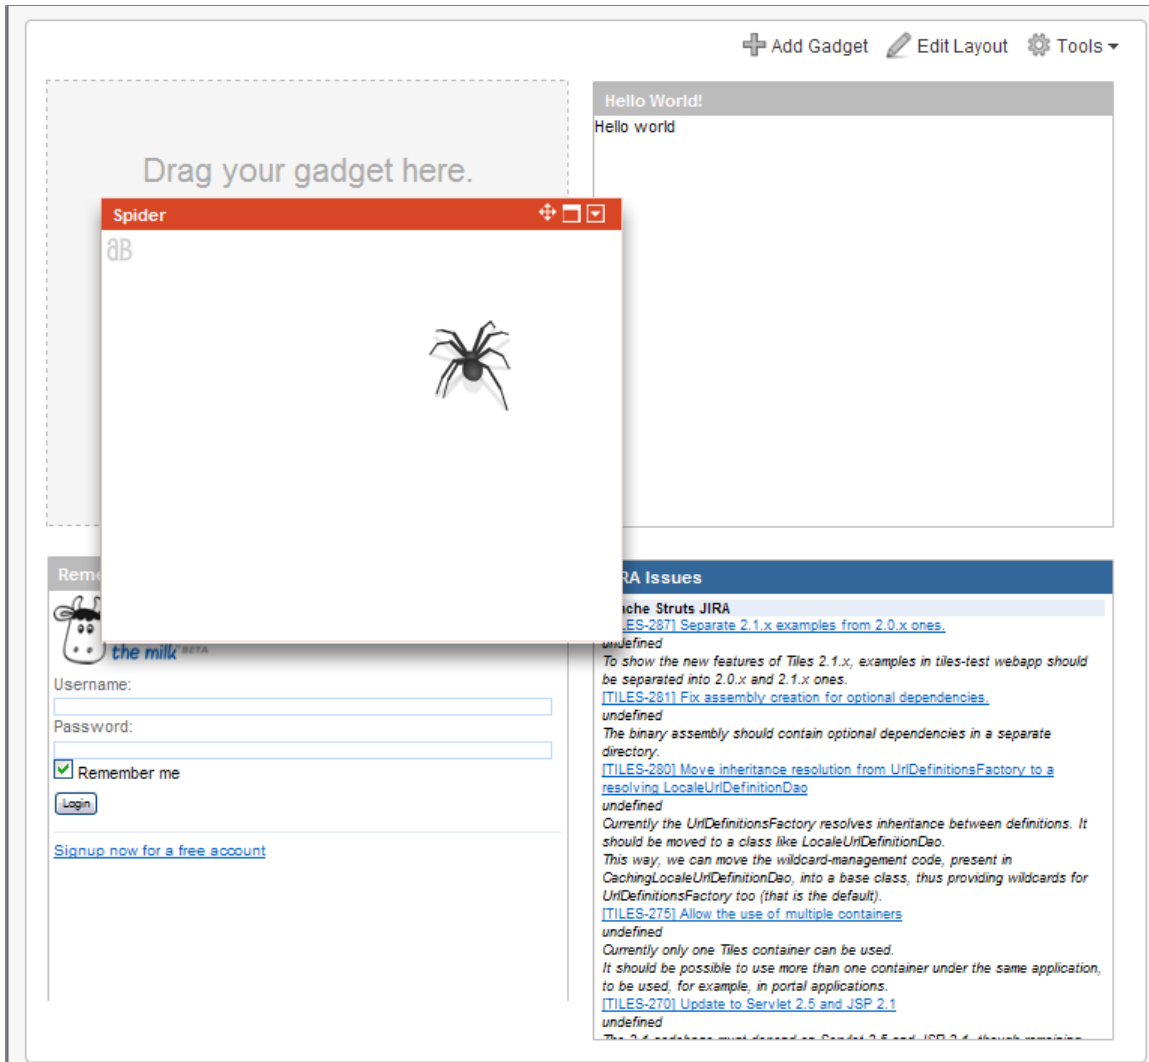 Add Gadget Edit Layout Tools
Hello World!
Hello world
Drag your gadget here.
Spider
aB
the milk BETA
Username:
Password:
Remember me
Login
Signup now for a free account
Issues
Struts JIRA
Separate 2.1.x examples from 2.0.x ones.
undefined
To show the new features of Tiles 2.1.x, examples in tiles-test webapp should
be separated into 2.0.x and 2.1.x ones.
[TILES-281] Fix assembly creation for optional dependencies.
undefined
The binary assembly should contain optional dependencies in a separate
directory.
[TILES-280] Move inheritance resolution from UrlDefinitionsFactory to a
resolving LocaleUrlDefinitionDao
undefined
Currently the UrlDefinitionsFactory resolves inheritance between definitions. It
should be moved to a class like LocaleUrlDefinitionDao.
This way, we can move the wildcard-management code, present in
CachingLocaleUrlDefinitionDao, into a base class, thus providing wildcards for
UrlDefinitionsFactory too (that is the default).
[TILES-275] Allow the use of multiple containers
undefined
Currently only one Tiles container can be used.
It should be possible to use more than one container under the same application,
to be used, for example, in portal applications.
[TILES-270] Update to Servlet 2.5 and JSP 2.1
undefined